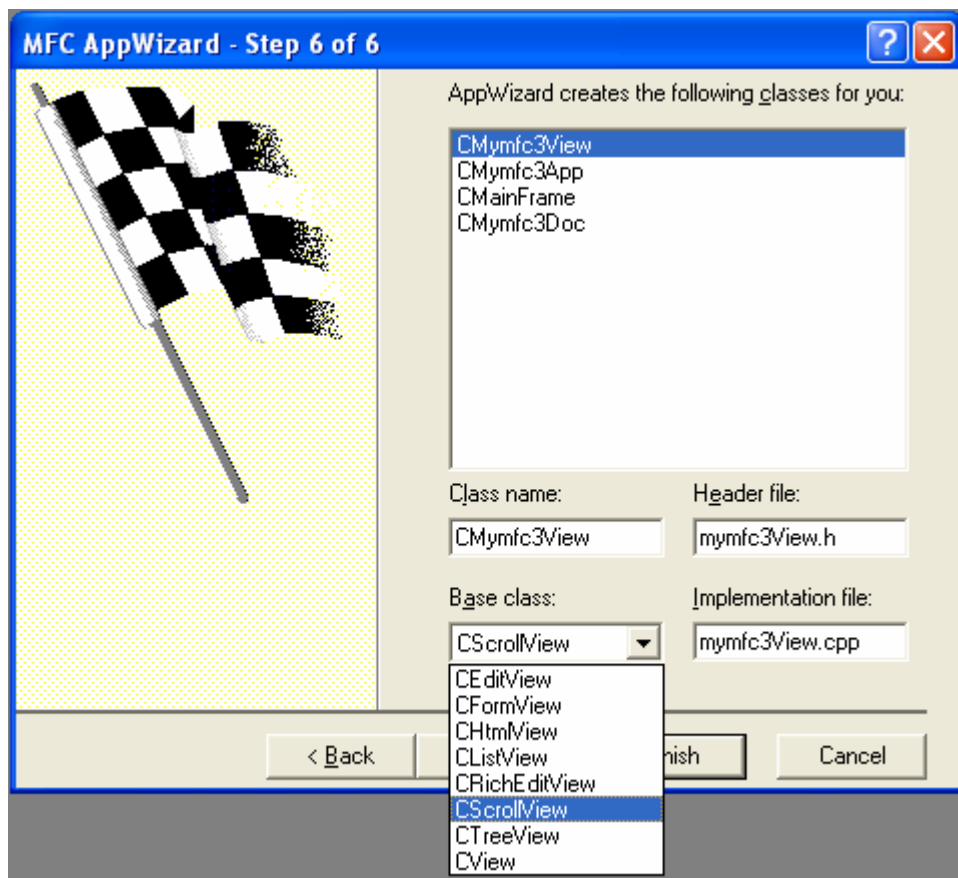 MFC AppWizard - Step 6 of 6
AppWizard creates the following classes for you:
CMymfc3View
CMymfc3App
CMainFrame
CMymfc3Doc
Class name:
Header file:
CMymfc3View
mymfc3View.h
Base class:
Implementation file:
CScrollView
mymfc3View.cpp
CEditView
CFormView
CHtmlView
CListView
CRichEditView
CScrollView
CTreeView
CView
< Back
Cancel